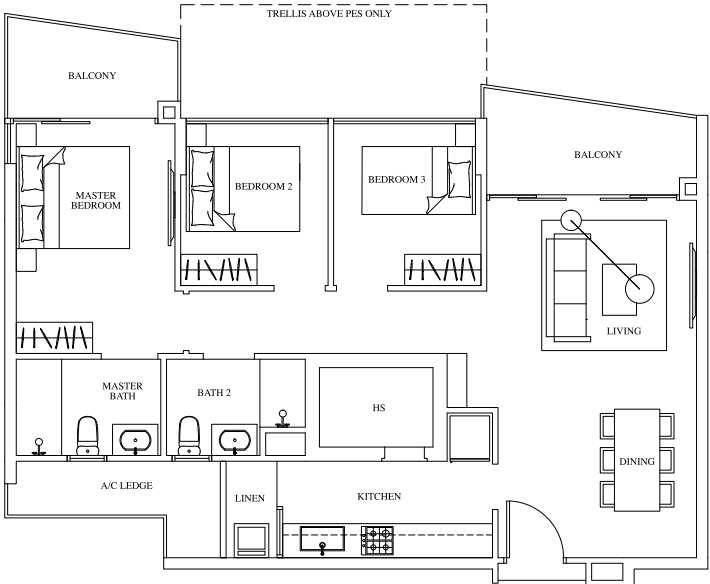 TRELLIS ABOVE PES ONLY
BALCONY
BALCONY
MASTER
BEDROOM
BEDROOM 2
BEDROOM 3
LIVING
MASTER
BATH
BATH 2
HS
DINING
A/C LEDGE
LINEN
KITCHEN